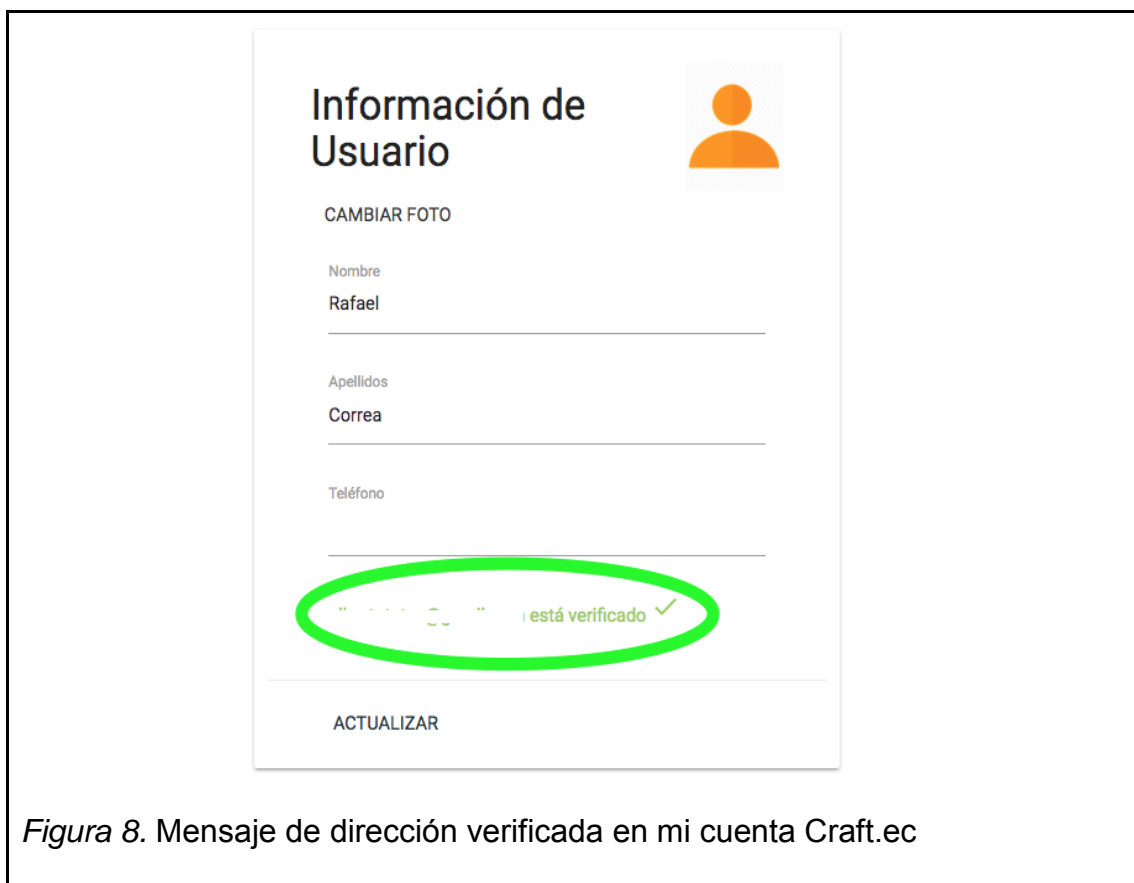 Información de
Usuario
CAMBIAR FOTO
Nombre
Rafael
Apellidos
Correa
Teléfono
está verificado
ACTUALIZAR
Figura 8. Mensaje de dirección verificada en mi cuenta Craft.ec